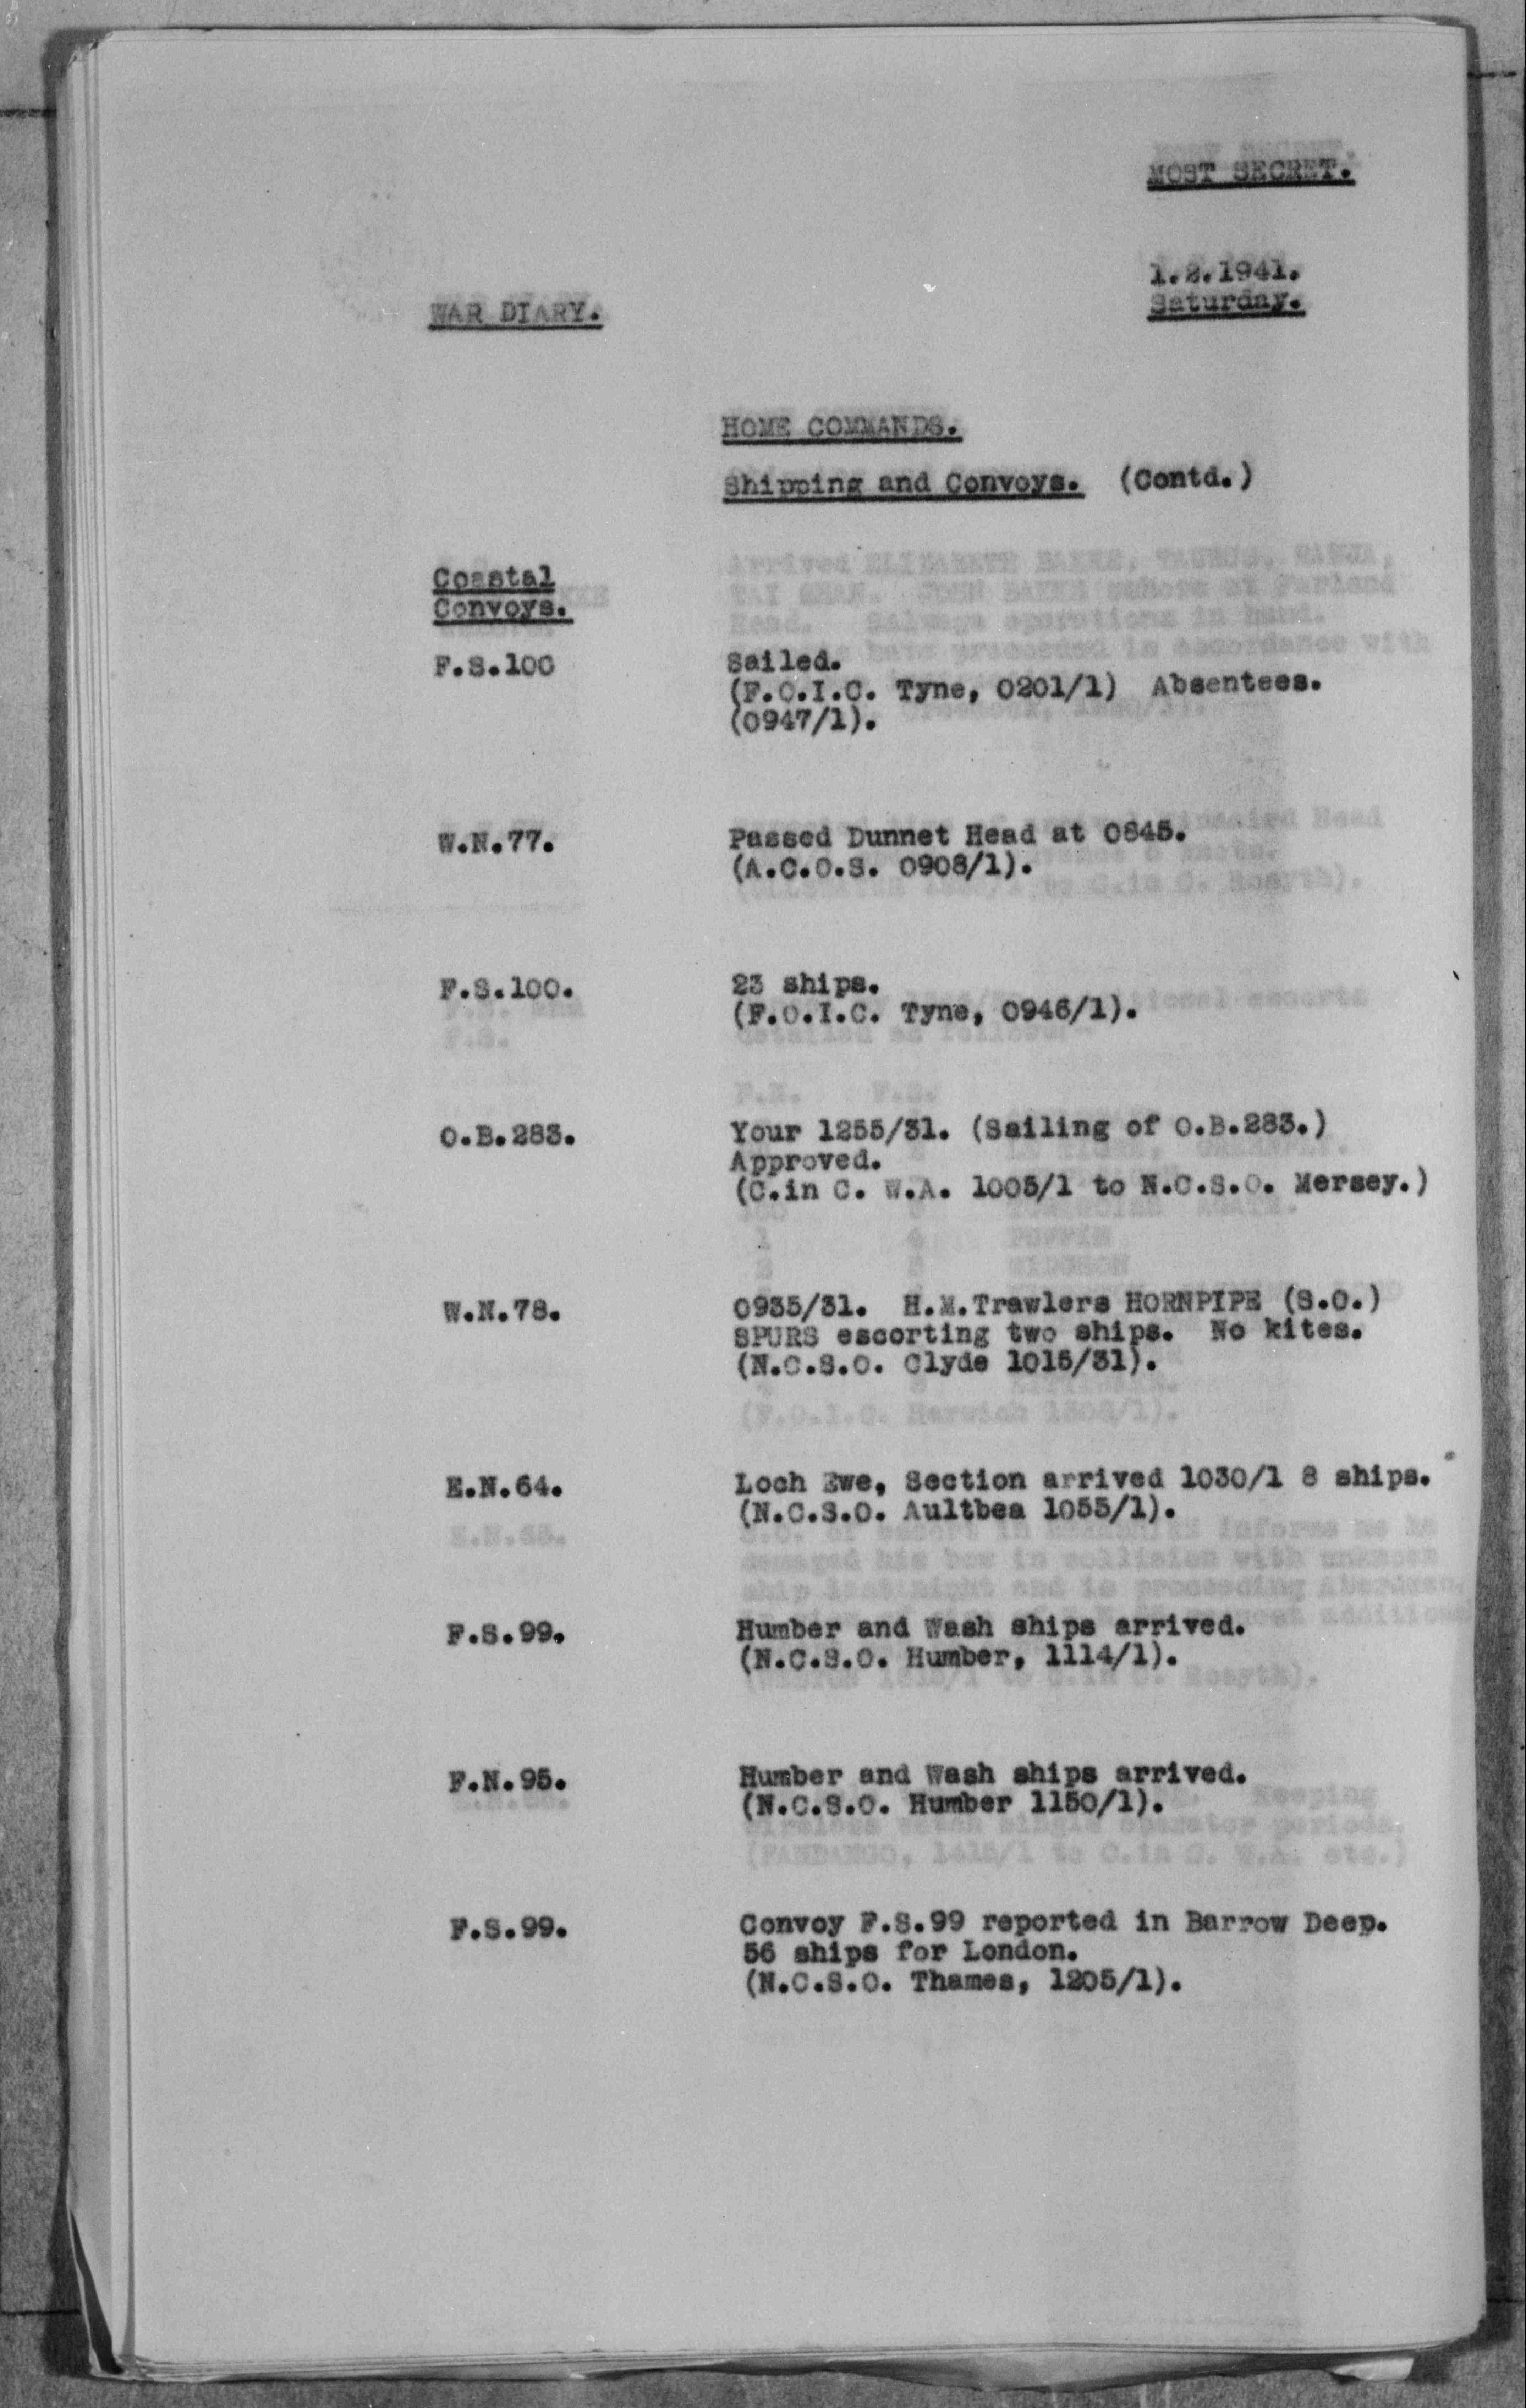 MOST SECRET.
1.2.1941.
Saturday.
WAR DIARY.
HOME COMMANDS.
Shipping and Convoys. (Contd.)
Coastal
Convoys.
F.S.100 Sailed.
(F.O.I.C. Tyne, 0201/1) Absentees.
(0947/1).
W.N.77. Passed Dunnet Head at 0845.
(A.C.O.S. 0908/1).
F.S.100. 23 ships.
(F.O.I.C. Tyne, 0946/1).
O.B.283. Your 1255/31. (Sailing of O.B.283.)
Approved.
(C.in C. W.A. 1005/1 to N.C.S.O. Mersey.)
W.N.78. 0935/31. H.M.Trawlers HORNPIPE (S.O.)
SPURS escorting two ships. No kites.
(N.C.S.O. Clyde 1015/31).
E.N.64. Loch Ewe, Section arrived 1030/1 8 ships.
(N.C.S.O. Aultbea 1055/1).
F.S.99. Humber and Wash ships arrived.
(N.C.S.O. Humber, 1114/1).
F.N.95. Humber and Wash ships arrived.
(N.C.S.O. Humber 1150/1).
F.S.99. Convoy F.S.99 reported in Barrow Deep.
56 ships for London.
(N.C.S.O. Thames, 1205/1).